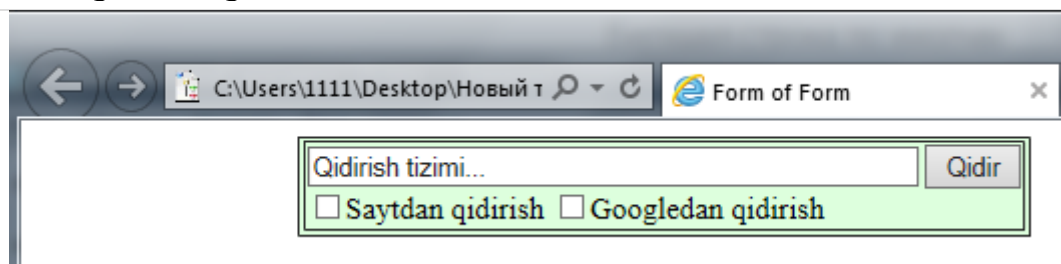 C:\Users\1111\Desktop\Новый т
Form of Form
Qidirish tizimi...
Qidir
Saytdan qidirish
Googledan qidirish